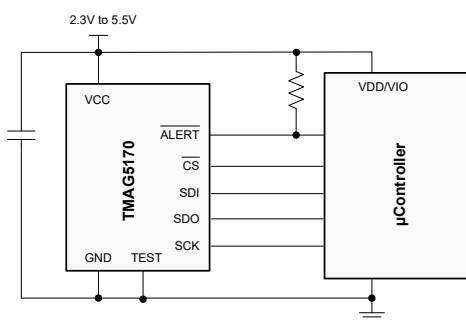 2.3V to 5.5V
VCC
VDD/VIO
ALERT
CS
SDI
SDO
SCK
GND TEST
TMAG5170
µController